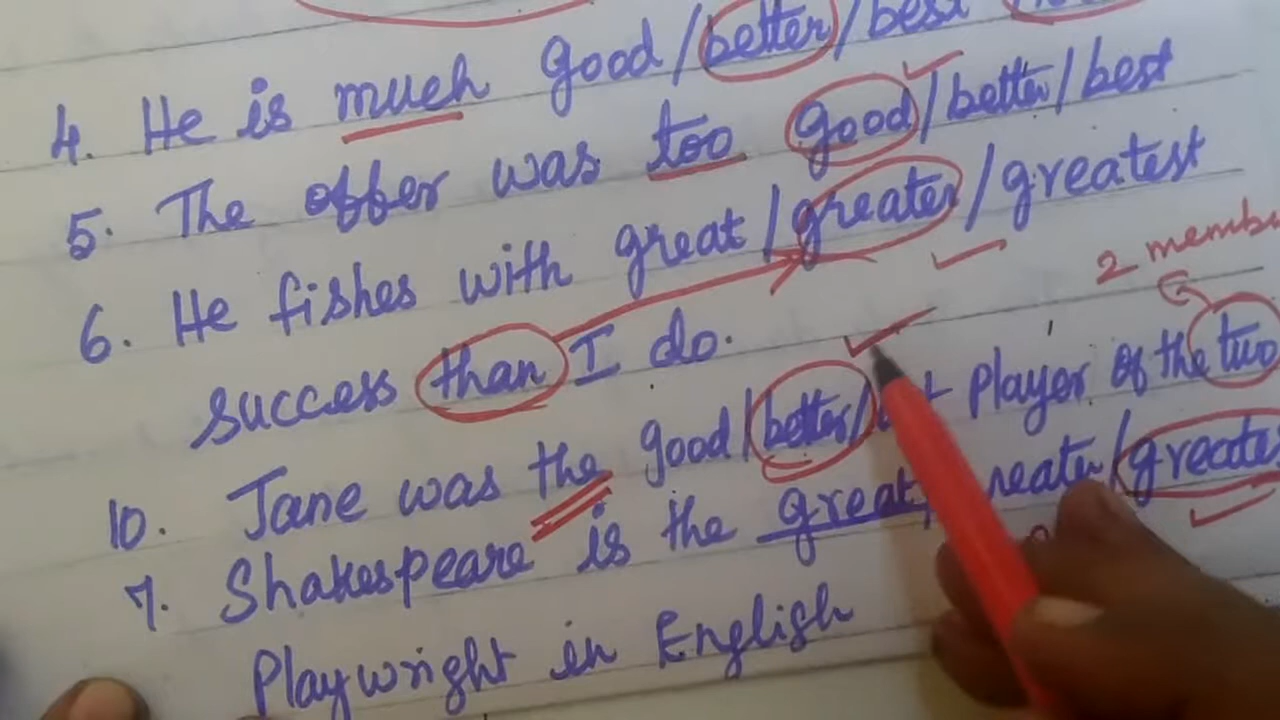 4. He is much good/better/best
5. The offer was too good/better/best
6. He fishes with great/greater/greatest
2 memb
success than I do.
10. Jane was the good/better/ player of the two
7. Shakespeare is the great,
Playwright in English